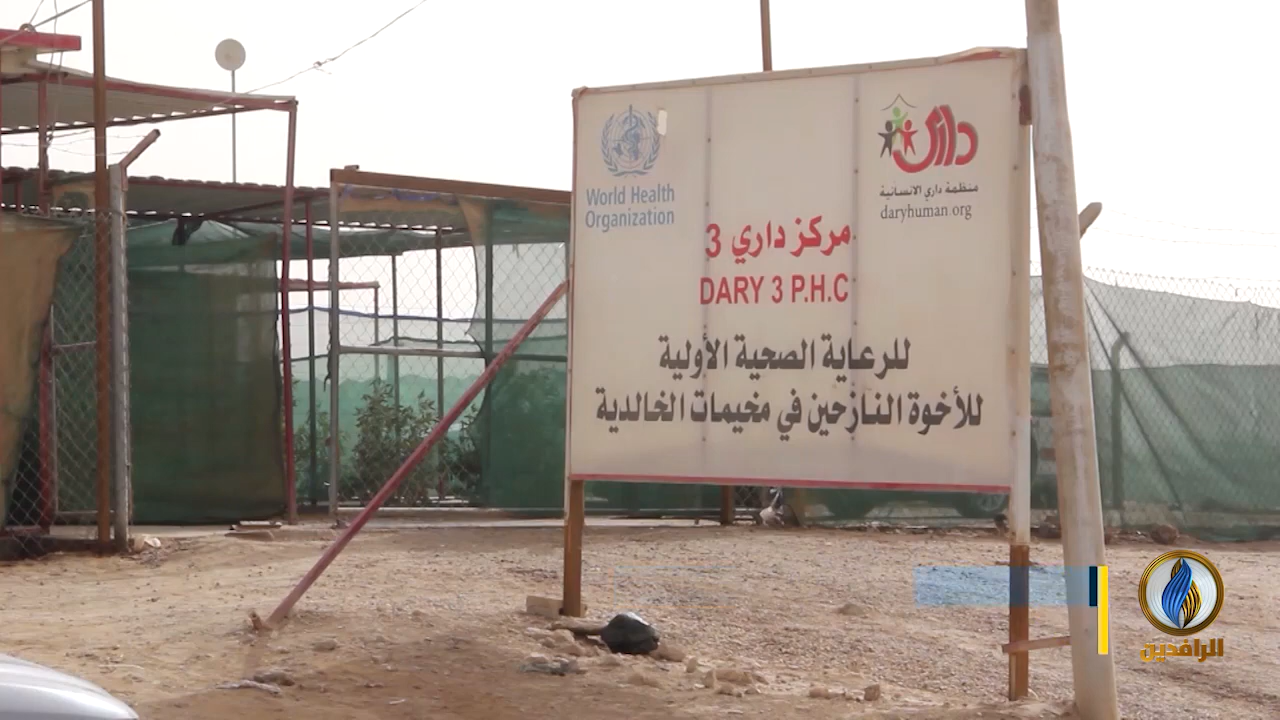 World Health
Organization
داري
منظمة داري الانسانية
daryhuman.org
مركز داري 3
DARY 3 P.H.C
للرعاية الصحية الأولية
للأخوة النازحين في مخيمات الخالدية
الرافدين